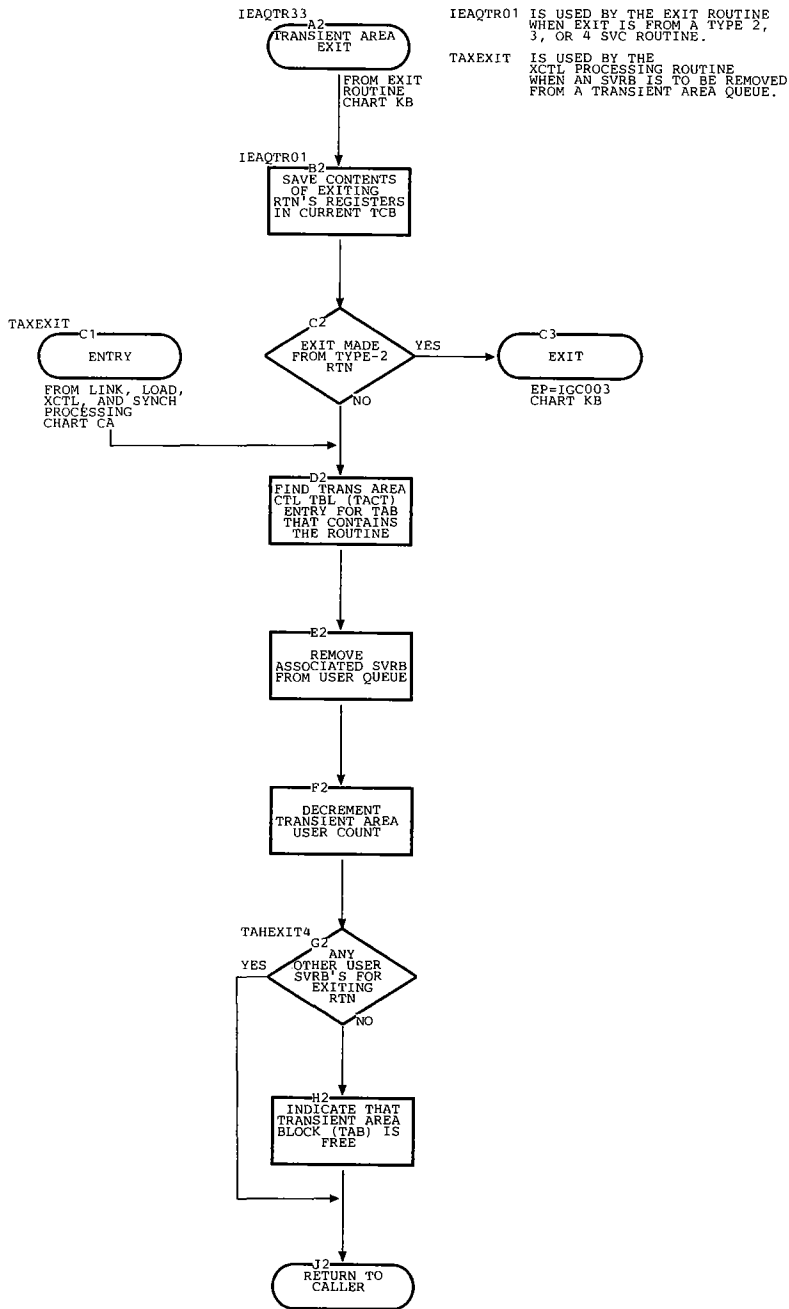 IEAQTR33
A2
TRANSIENT AREA
EXIT
IEAQTR01 IS USED BY THE EXIT ROUTINE
WHEN EXIT IS FROM A TYPE 2,
3, OR 4 SVC ROUTINE.
TAXEXIT IS USED BY THE
XCTL PROCESSING ROUTINE
WHEN AN SVRB IS TO BE REMOVED
FROM A TRANSIENT AREA QUEUE.
FROM EXIT
ROUTINE
CHART KB
IEAQTR01
B2
SAVE CONTENTS
OF EXITING
RTN'S REGISTERS
IN CURRENT TCB
TAXEXIT
C1
ENTRY
FROM LINK, LOAD,
XCTL, AND SYNCH
PROCESSING
CHART CA
C2
EXIT MADE
FROM TYPE-2
RTN
YES
NO
C3
EXIT
EP=IGC003
CHART KB
D2
FIND TRANS AREA
CTL TBL (TACT)
ENTRY FOR TAB
THAT CONTAINS
THE ROUTINE
E2
REMOVE
ASSOCIATED SVRB
FROM USER QUEUE
F2
DECREMENT
TRANSIENT AREA
USER COUNT
TAHEXIT4
G2
ANY
OTHER USER
SVRB'S FOR
EXITING
RTN
YES
NO
H2
INDICATE THAT
TRANSIENT AREA
BLOCK (TAB) IS
FREE
J2
RETURN TO
CALLER